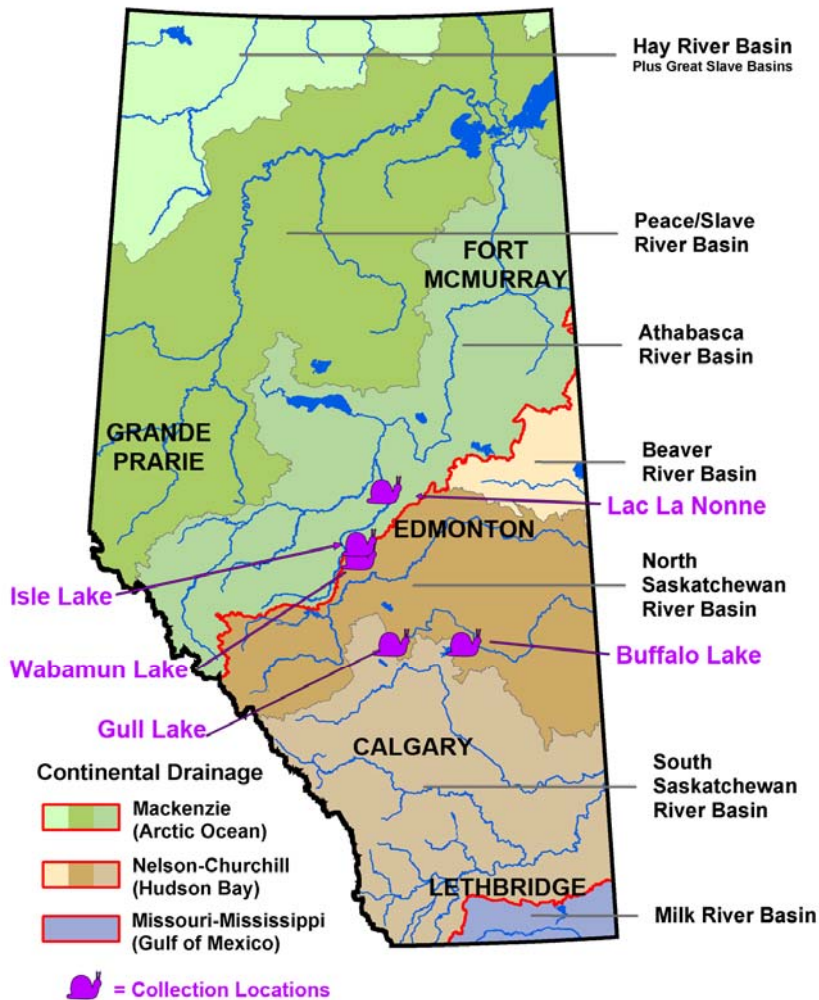 Hay River Basin
Plus Great Slave Basins
Peace/Slave
River Basin
FORT
MCMURRAY
Athabasca
River Basin
GRANDE
PRARIE
Beaver
River Basin
Lac La Nonne
EDMONTON
North
Saskatchewan
River Basin
Isle Lake
Wabamun Lake
Buffalo Lake
Gull Lake
CALGARY
Continental Drainage
South
Saskatchewan
River Basin
Mackenzie
(Arctic Ocean)
Nelson-Churchill
(Hudson Bay)
LETHBRIDGE
Missouri-Mississippi
(Gulf of Mexico)
Milk River Basin
= Collection Locations